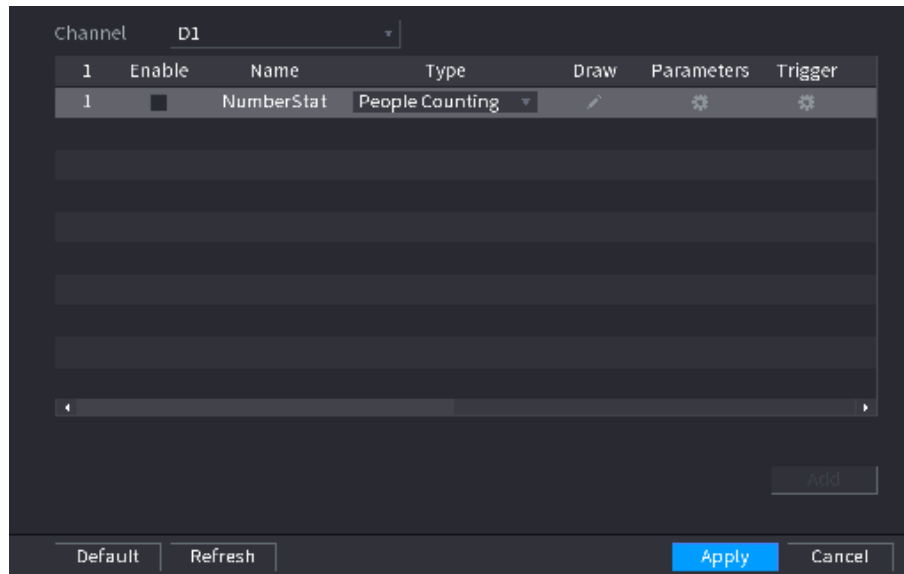 Channel D1
1 Enable Name Type Draw Parameters Trigger
1 NumberStat People Counting
Add
Default Refresh Apply Cancel